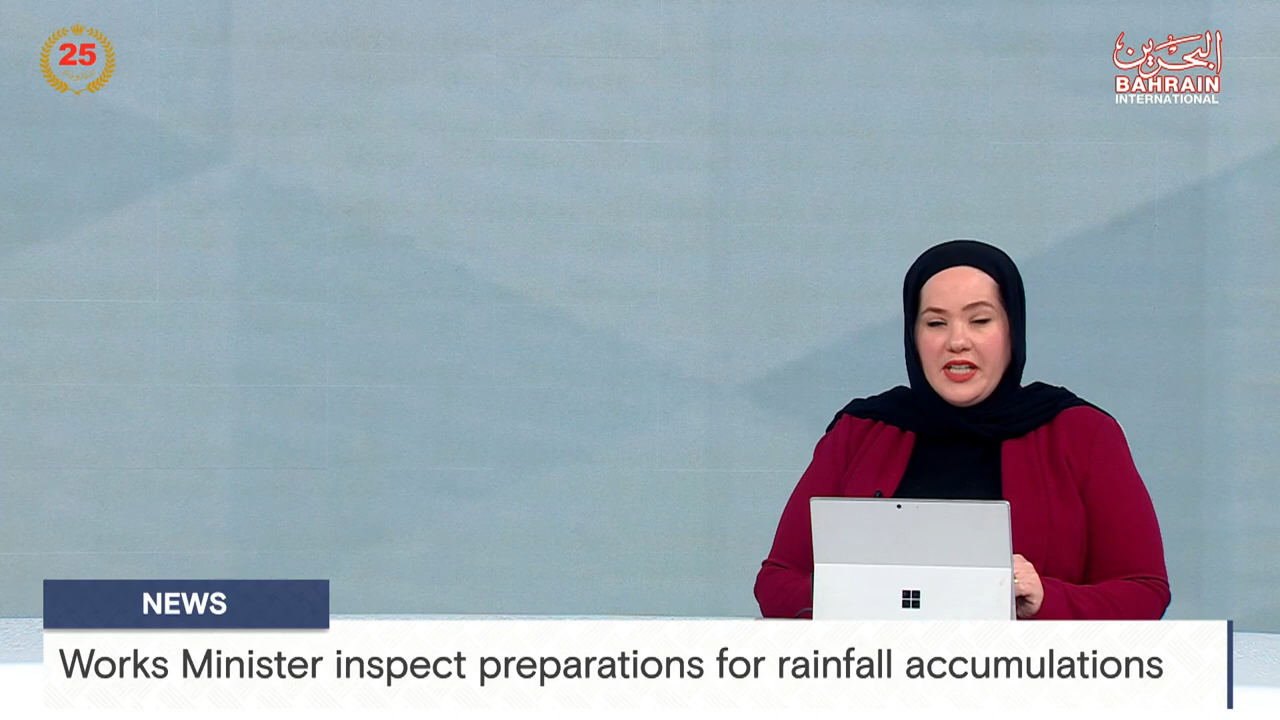 25
البحرين
BAHRAIN
INTERNATIONAL
NEWS
Works Minister inspect preparations for rainfall accumulations